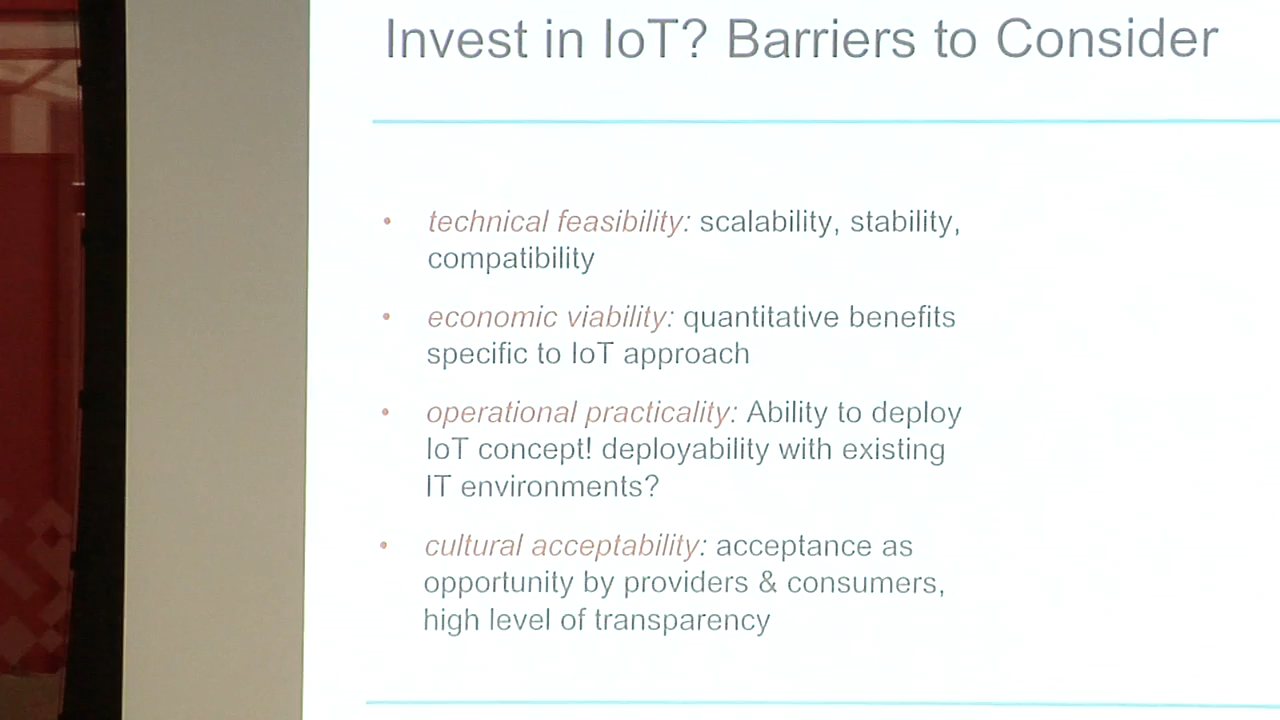 Invest in IoT? Barriers to Consider
• technical feasibility: scalability, stability,
compatibility
• economic viability: quantitative benefits
specific to IoT approach
• operational practicality: Ability to deploy
IoT concept! deployability with existing
IT environments?
• cultural acceptability: acceptance as
opportunity by providers & consumers,
high level of transparency